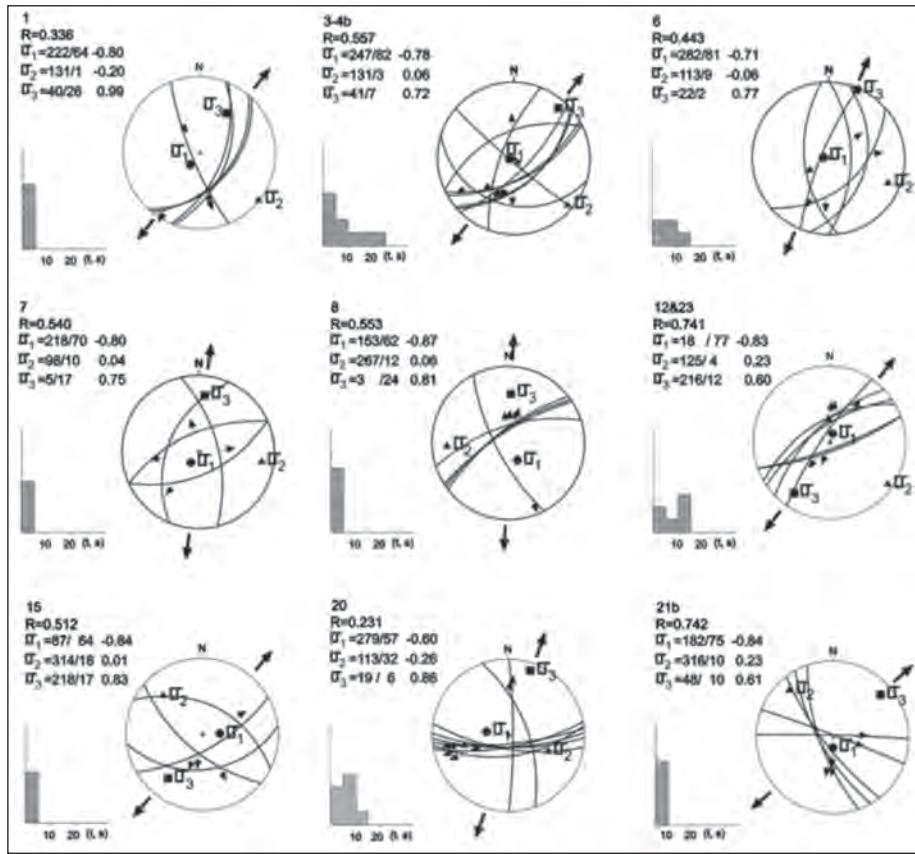 1
R=0.336
σ1=222/64 -0.80
σ2=131/1 -0.20
σ3=40/26 0.99
N
σ3
σ1
σ2
10 20 (t, s)
3-4b
R=0.557
σ1=247/82 -0.78
σ2=131/3 0.06
σ3=41/7 0.72
N
σ3
σ1
σ2
10 20 (t, s)
6
R=0.443
σ1=282/81 -0.71
σ2=113/9 -0.06
σ3=22/2 0.77
N
σ3
σ1
σ2
10 20 (t, s)
7
R=0.540
σ1=218/70 -0.80
σ2=98/10 0.04
σ3=5/17 0.75
σ3
σ1
σ2
10 20 (t, s)
8
R=0.553
σ1=153/62 -0.87
σ2=267/12 0.06
σ3=3 /24 0.81
σ3
σ2
σ1
10 20 (t, s)
12&23
R=0.741
σ1=18 / 77 -0.83
σ2=125/ 4 0.23
σ3=216/12 0.60
N
σ1
σ3
σ2
10 20 (t, s)
15
R=0.512
σ1=87/ 64 -0.84
σ2=314/18 0.01
σ3=218/17 0.83
N
σ2
σ1
σ3
10 20 (t, s)
20
R=0.231
σ1=279/57 -0.60
σ2=113/32 -0.26
σ3=19 / 6 0.86
N
σ3
σ1
σ2
10 20 (t, s)
21b
R=0.742
σ1=182/75 -0.84
σ2=316/10 0.23
σ3=48/ 10 0.61
N
σ2
σ3
σ1
10 20 (t, s)